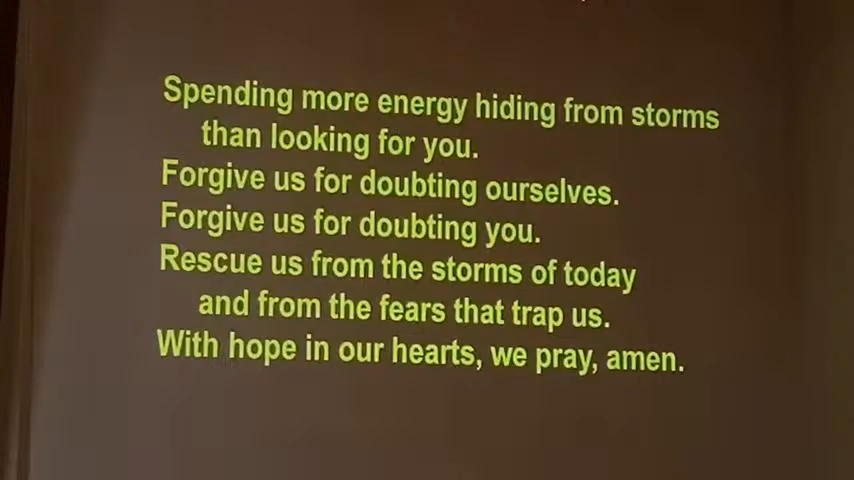 Spending more energy hiding from storms
than looking for you.
Forgive us for doubting ourselves.
Forgive us for doubting you.
Rescue us from the storms of today
and from the fears that trap us.
With hope in our hearts, we pray, amen.